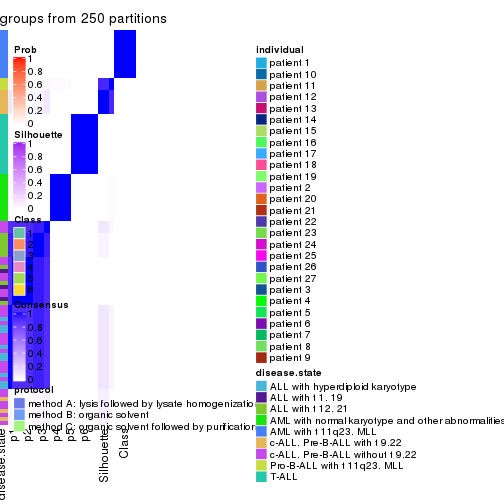 groups from 250 partitions
Prob
1
0.8
0.6
0.4
0.2
0
Silhouette
1
0.8
0.6
0.4
0.2
0
Class
1
2
3
4
5
6
Consensus
1
0.8
0.6
0.4
0.2
0
protocol
method A: lysis followed by lysate homogenizatio
method B: organic solvent
method C: organic solvent followed by purification
disease.state
p1
p2
p3
p4
p5
p6
Silhouette
Class
individual
patient 1
patient 10
patient 11
patient 12
patient 13
patient 14
patient 15
patient 16
patient 17
patient 18
patient 19
patient 2
patient 20
patient 21
patient 22
patient 23
patient 24
patient 25
patient 26
patient 27
patient 3
patient 4
patient 5
patient 6
patient 7
patient 8
patient 9
disease.state
ALL with hyperdiploid karyotype
ALL with t 1. 19
ALL with t 12. 21
AML with normal karyotype and other abnormalities
AML with t 11q23. MLL
c-ALL. Pre-B-ALL with t 9.22
c-ALL. Pre-B-ALL without t 9.22
Pro-B-ALL with t 11q23. MLL
T-ALL